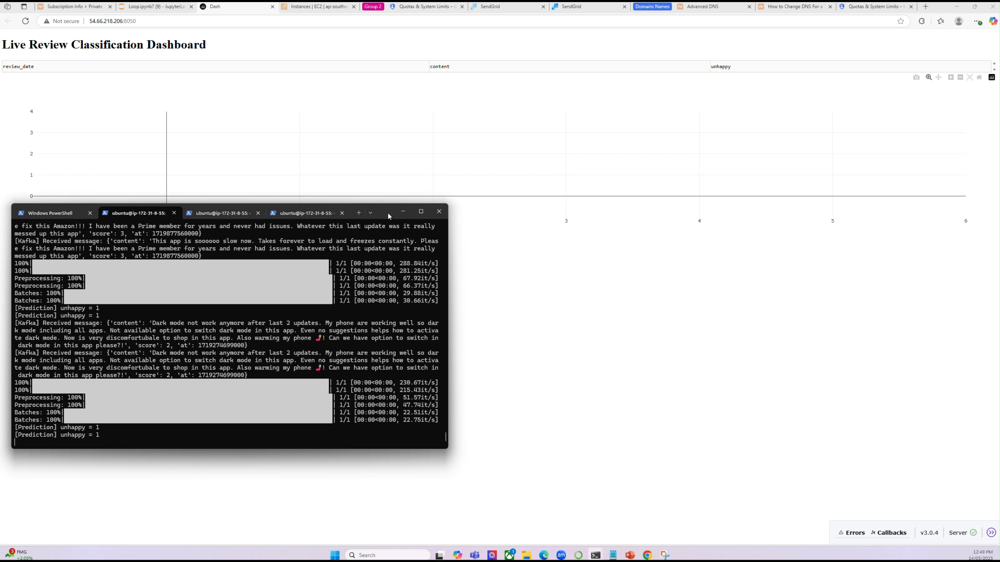 Subscription Info > Private
Loop.ipynb? (9) - JupyterLa
Dash
Instances | EC2 | ap-southea
Group 2
Quotas & System Limits –
SendGrid
SendGrid
Domains Names
Advanced DNS
How to Change DNS For a
Quotas & System Limits –
Not secure
54.66.218.206:8050
Live Review Classification Dashboard
review_date
content
unhappy
4
3
2
1
0
3
4
5
6
Windows PowerShell
ubuntu@ip-172-31-8-55:
ubuntu@ip-172-31-8-55:
ubuntu@ip-172-31-8-55:
e fix this Amazon!!! I have been a Prime member for years and never had issues. Whatever this last update was it really
messed up this app', 'score': 3, 'at': 1719877560000}
[Kafka] Received message: {'content': 'This app is soooooo slow now. Takes forever to load and freezes constantly. Pleas
e fix this Amazon!!! I have been a Prime member for years and never had issues. Whatever this last update was it really
messed up this app', 'score': 3, 'at': 1719877560000}
100%| | 1/1 [00:00<00:00, 288.84it/s]
100%| | 1/1 [00:00<00:00, 281.25it/s]
Preprocessing: 100%| | 1/1 [00:00<00:00, 67.92it/s]
Preprocessing: 100%| | 1/1 [00:00<00:00, 66.37it/s]
Batches: 100%| | 1/1 [00:00<00:00, 29.88it/s]
Batches: 100%| | 1/1 [00:00<00:00, 30.66it/s]
[Prediction] unhappy = 1
[Prediction] unhappy = 1
[Kafka] Received message: {'content': 'Dark mode not work anymore after last 2 updates. My phone are working well so dar
k mode including all apps. Not available option to switch dark mode in this app. Even no suggestions helps how to activa
te dark mode. Now is very discomfortubale to shop in this app. Also warming my phone 🤳! Can we have option to switch in
dark mode in this app please?!', 'score': 2, 'at': 1719274699000}
[Kafka] Received message: {'content': 'Dark mode not work anymore after last 2 updates. My phone are working well so dar
k mode including all apps. Not available option to switch dark mode in this app. Even no suggestions helps how to activa
te dark mode. Now is very discomfortubale to shop in this app. Also warming my phone 🤳! Can we have option to switch in
dark mode in this app please?!', 'score': 2, 'at': 1719274699000}
100%| | 1/1 [00:00<00:00, 230.67it/s]
100%| | 1/1 [00:00<00:00, 215.43it/s]
Preprocessing: 100%| | 1/1 [00:00<00:00, 51.57it/s]
Preprocessing: 100%| | 1/1 [00:00<00:00, 47.74it/s]
Batches: 100%| | 1/1 [00:00<00:00, 22.51it/s]
Batches: 100%| | 1/1 [00:00<00:00, 22.75it/s]
[Prediction] unhappy = 1
[Prediction] unhappy = 1
Errors
Callbacks
v3.0.4
Server
3
FMG
+2.05%
Search
1
zm
12:49 PM
14/05/2025